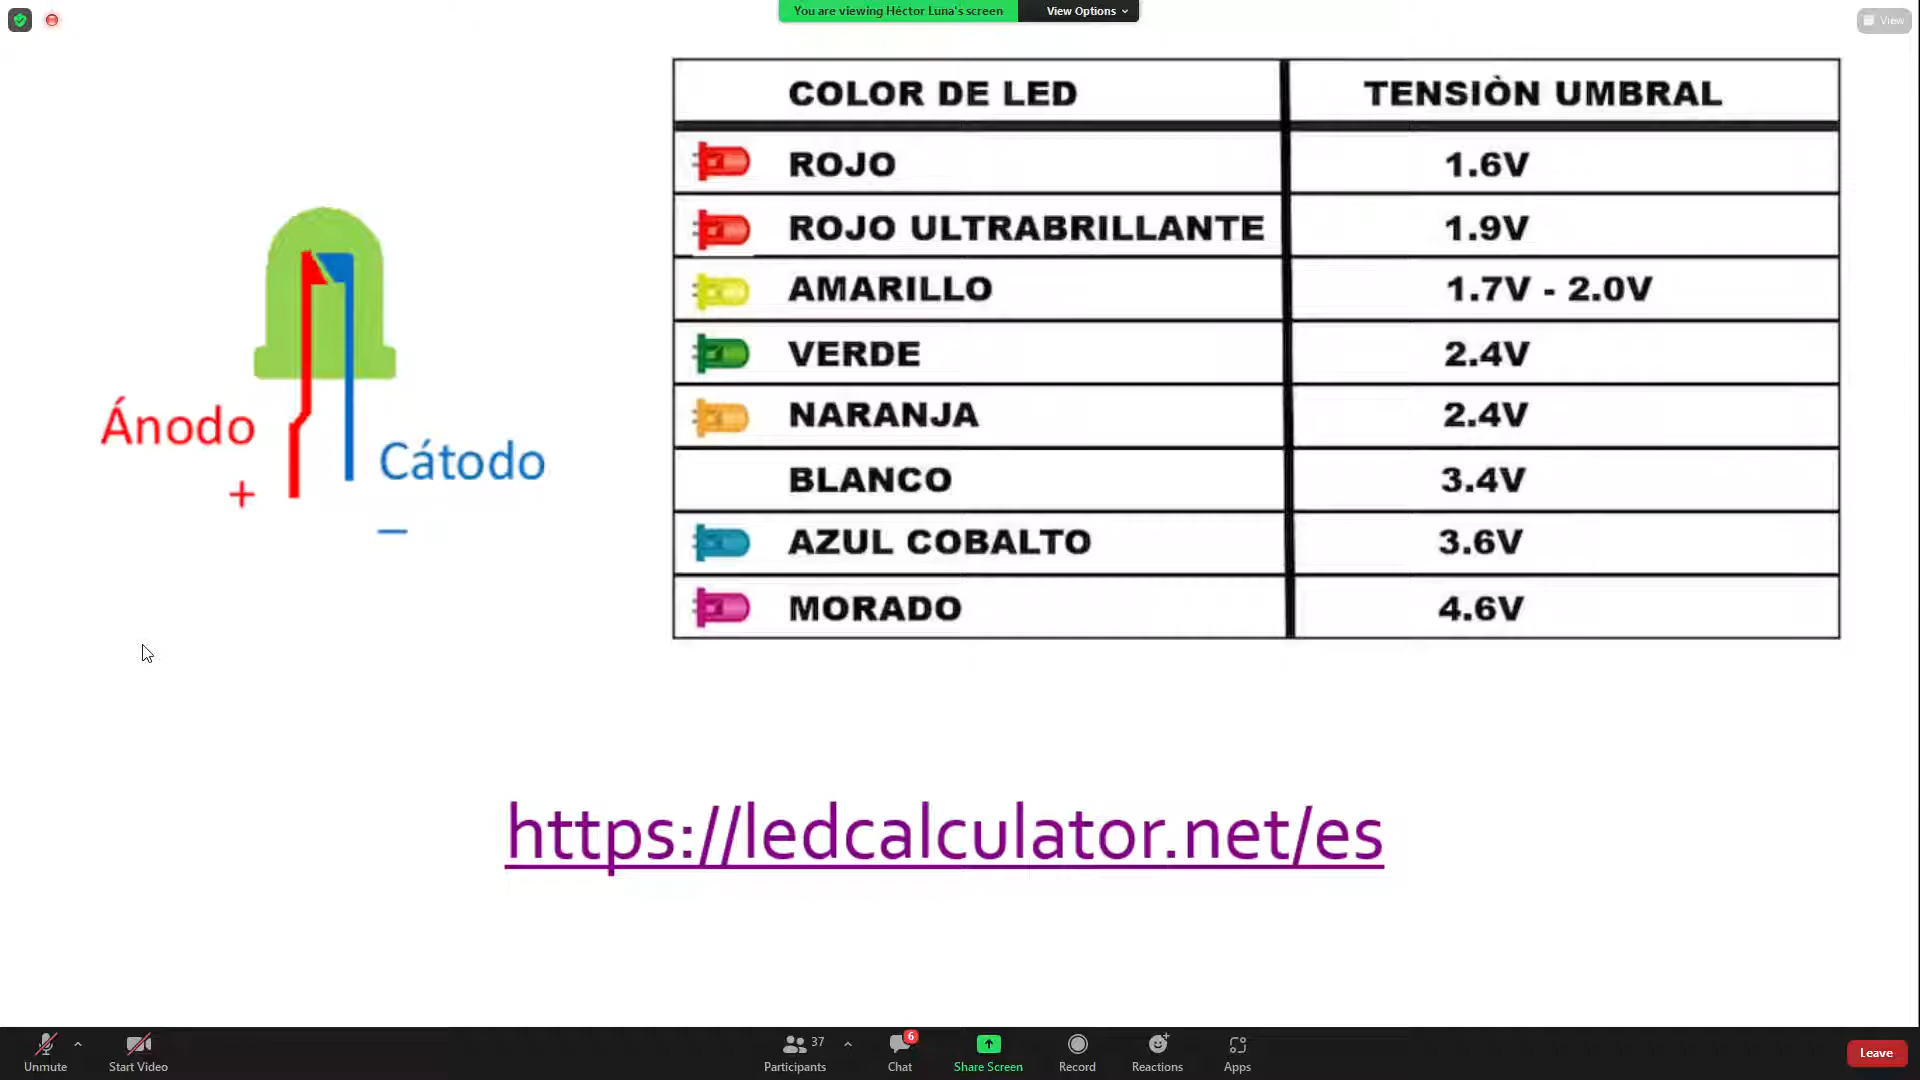 You are viewing Héctor Luna's screen
View Options
View
COLOR DE LED TENSIÒN UMBRAL
ROJO 1.6V
ROJO ULTRABRILLANTE 1.9V
AMARILLO 1.7V - 2.0V
VERDE 2.4V
NARANJA 2.4V
BLANCO 3.4V
AZUL COBALTO 3.6V
MORADO 4.6V
Ánodo
+
Cátodo
−
https://ledcalculator.net/es
Unmute
Start Video
37
Participants
6
Chat
Share Screen
Record
Reactions
Apps
Leave